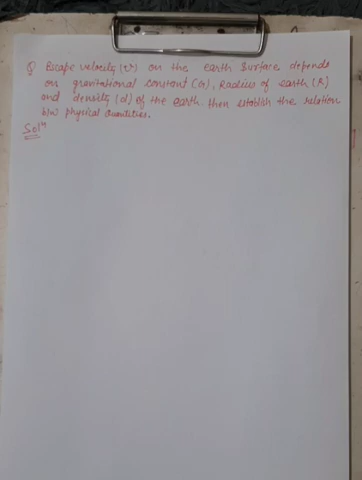 Q Escape velocity (v) on the earth surface depends
on gravitational constant (G), Radius of earth (R)
and density (d) of the earth. then establish the relation
b/w physical quantities.
Solⁿ